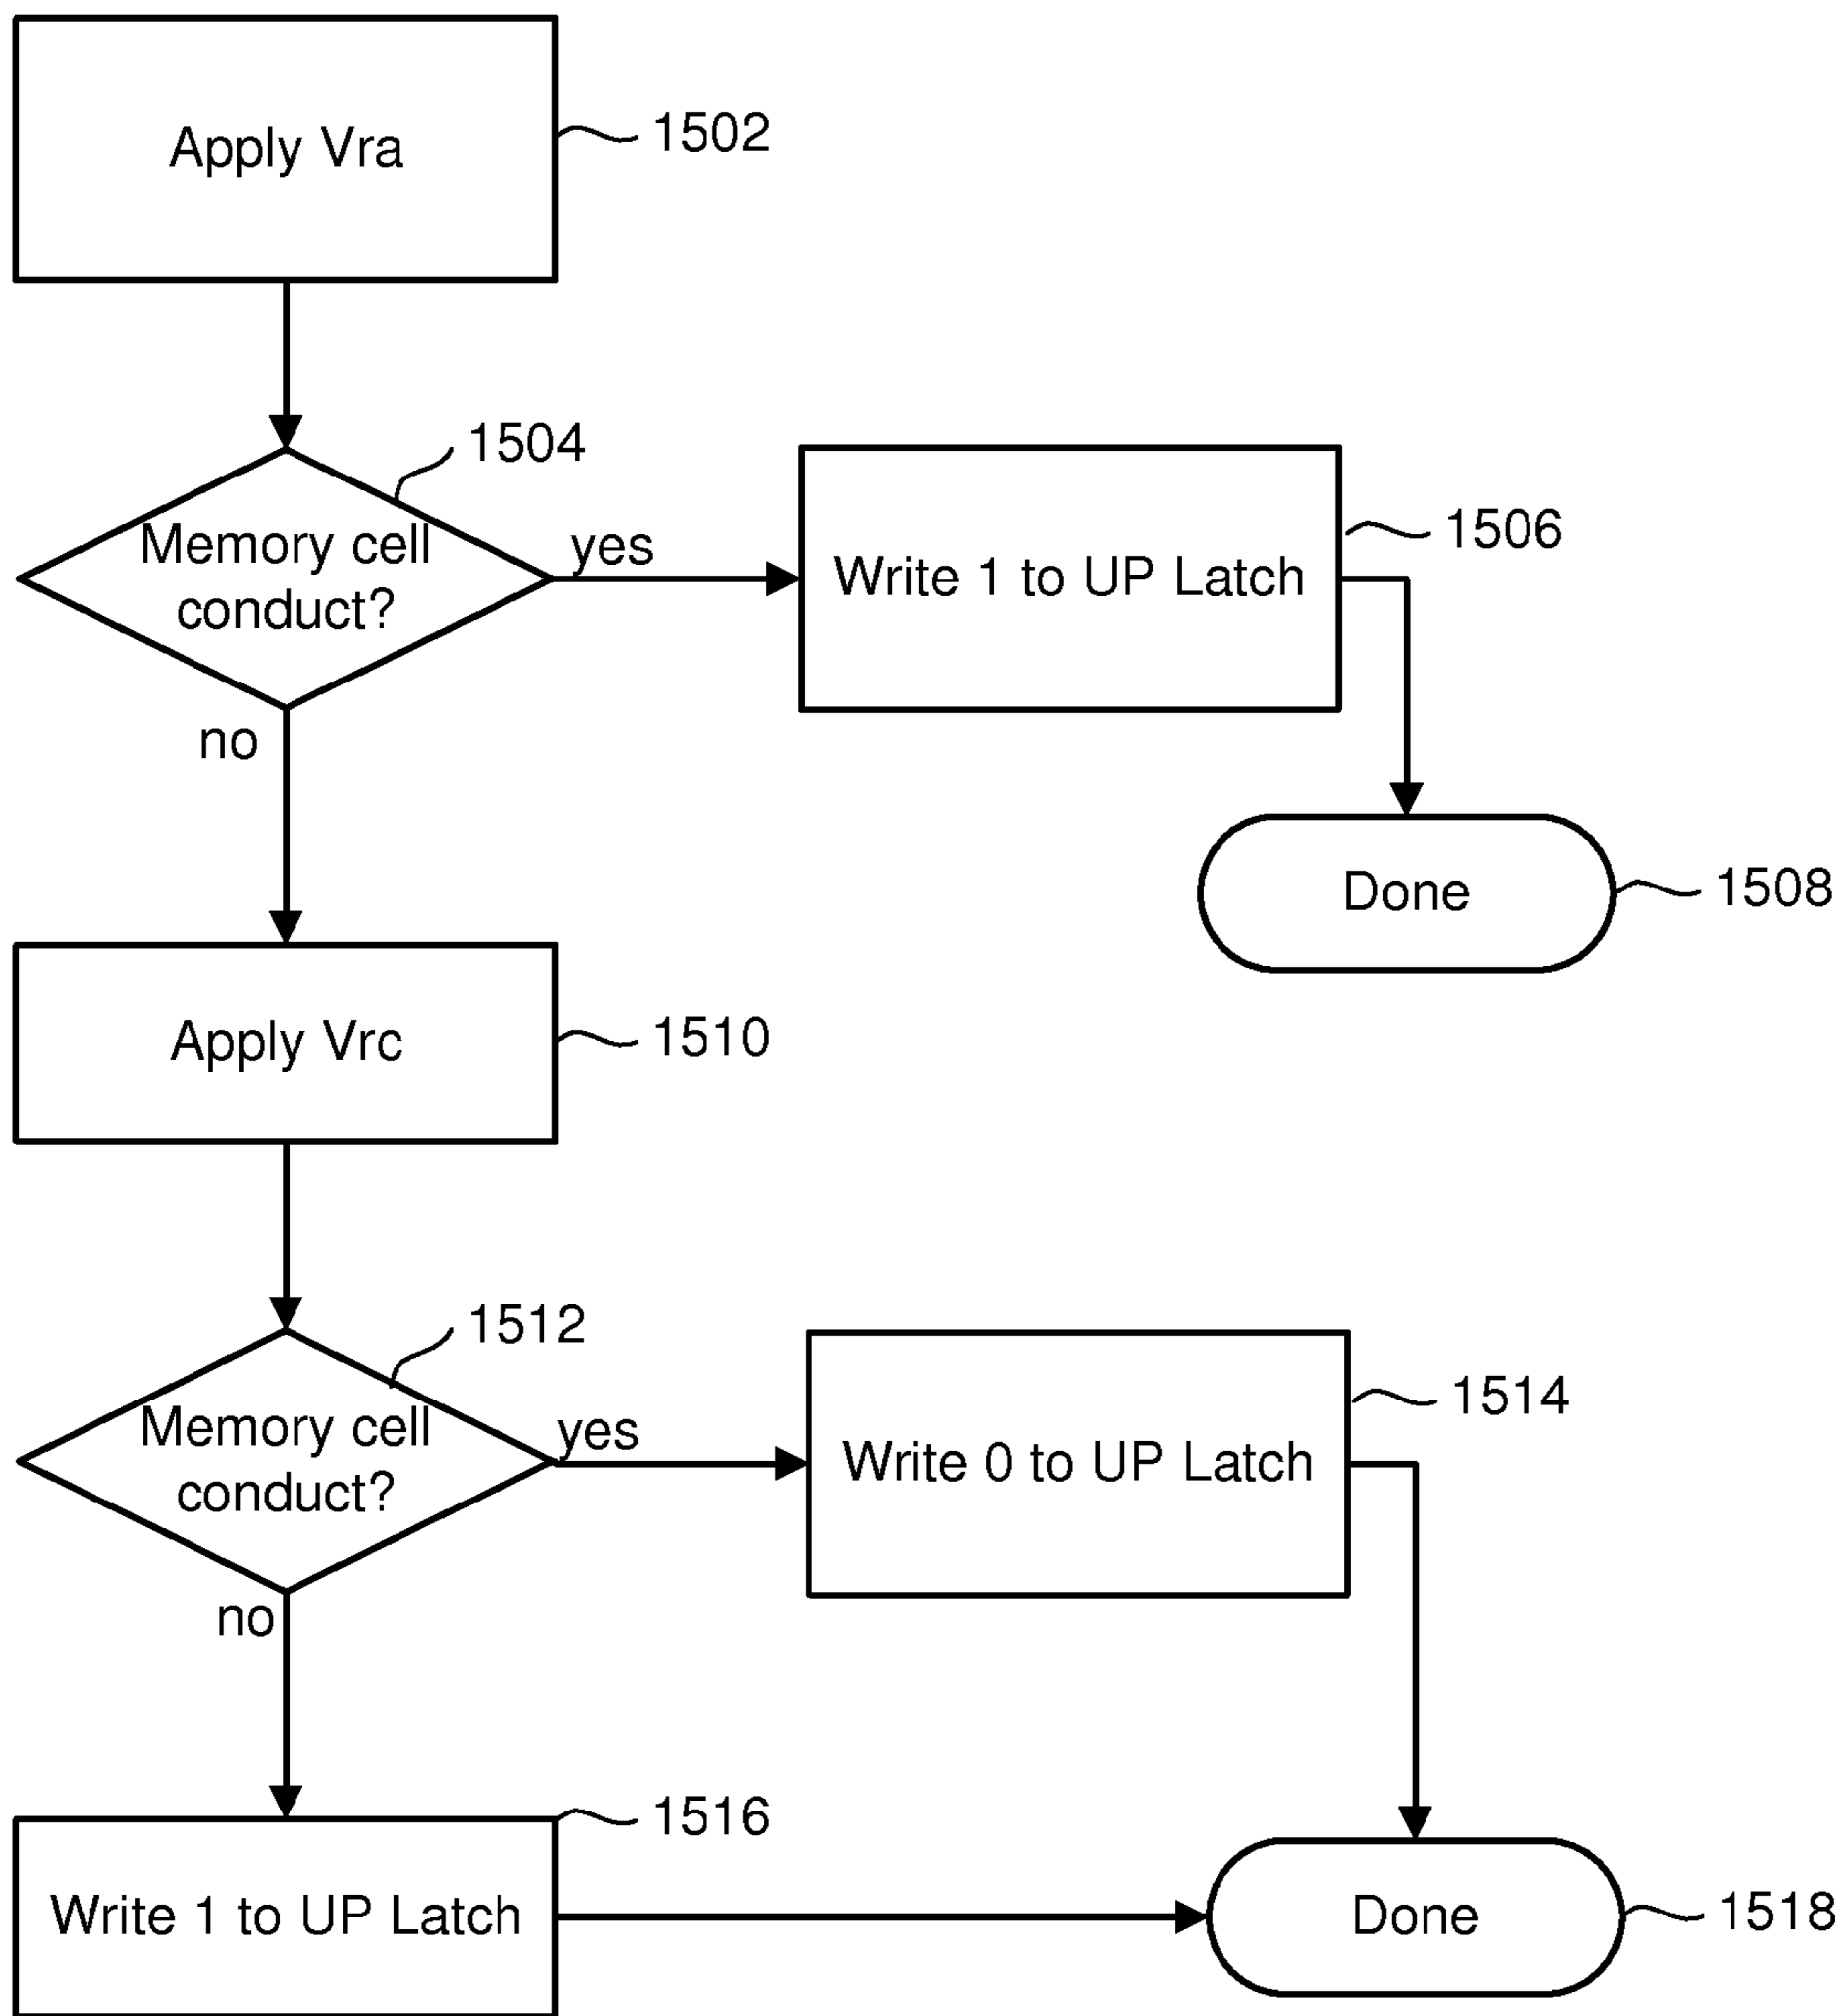 Apply Vra
1502
1504
Memory cell
conduct?
yes
Write 1 to UP Latch
1506
no
Done
1508
Apply Vrc
1510
1512
Memory cell
conduct?
yes
Write 0 to UP Latch
1514
no
1516
Write 1 to UP Latch
Done
1518